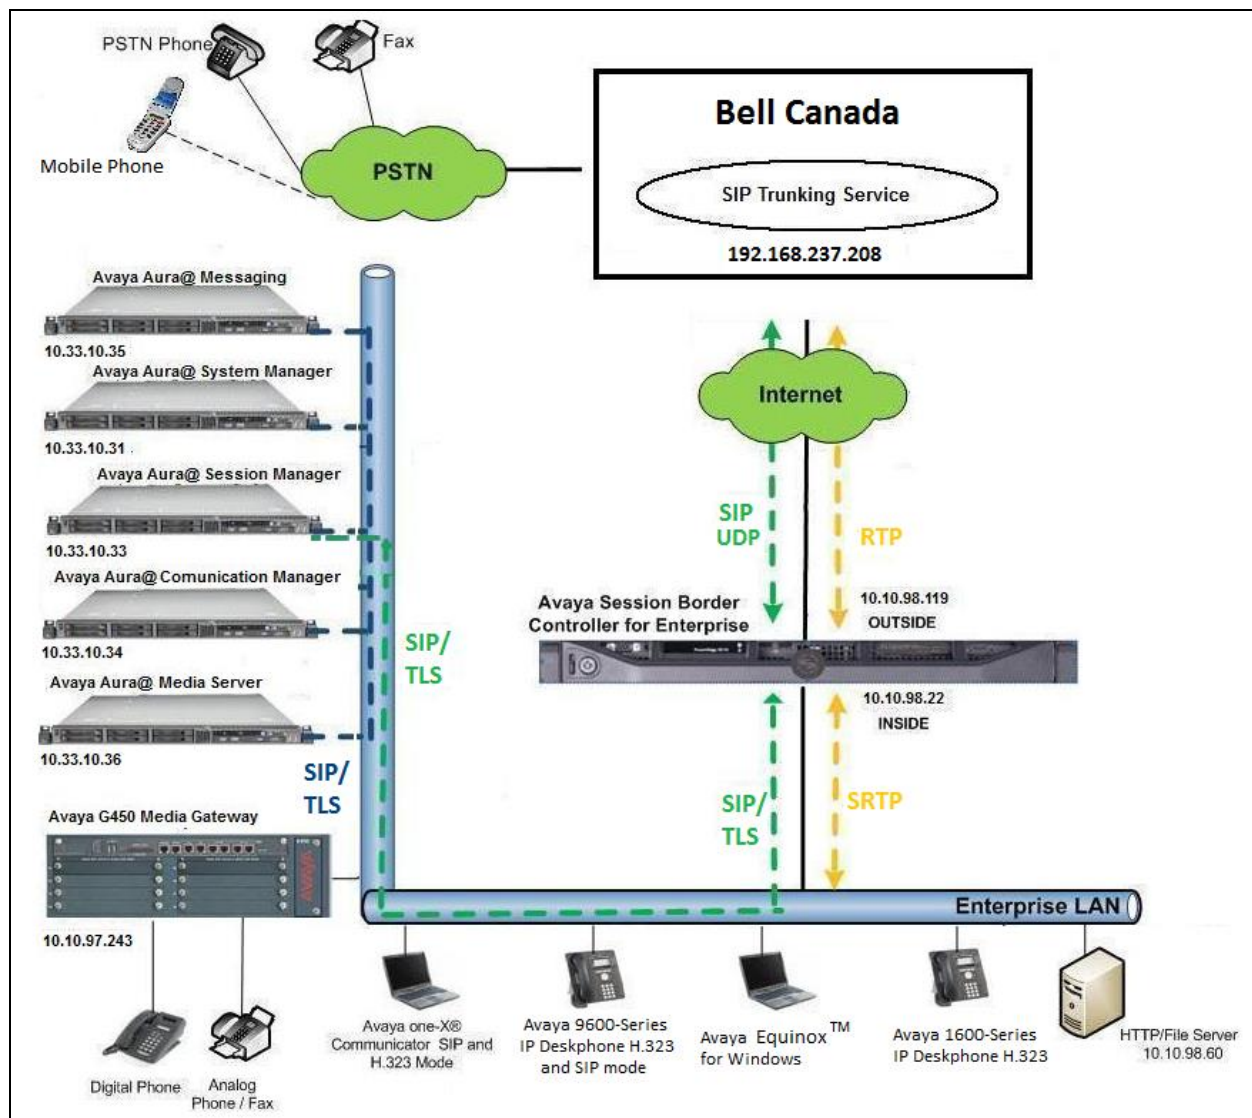 PSTN Phone
Fax
Mobile Phone
PSTN
Bell Canada
SIP Trunking Service
192.168.237.208
Avaya Aura@ Messaging
10.33.10.35
Avaya Aura@ System Manager
10.33.10.31
Avaya Aura@ Session Manager
10.33.10.33
Avaya Aura@ Comunication Manager
10.33.10.34
Avaya Aura@ Media Server
10.33.10.36
SIP/
TLS
SIP/
TLS
Internet
SIP
UDP
RTP
Avaya Session Border
Controller for Enterprise
10.10.98.119
OUTSIDE
10.10.98.22
INSIDE
SIP/
TLS
SRTP
Avaya G450 Media Gateway
AVAYA
10.10.97.243
Enterprise LAN
Digital Phone
Analog
Phone / Fax
Avaya one-X®
Communicator SIP and
H.323 Mode
Avaya 9600-Series
IP Deskphone H.323
and SIP mode
Avaya Equinox™
for Windows
Avaya 1600-Series
IP Deskphone H.323
HTTP/File Server
10.10.98.60